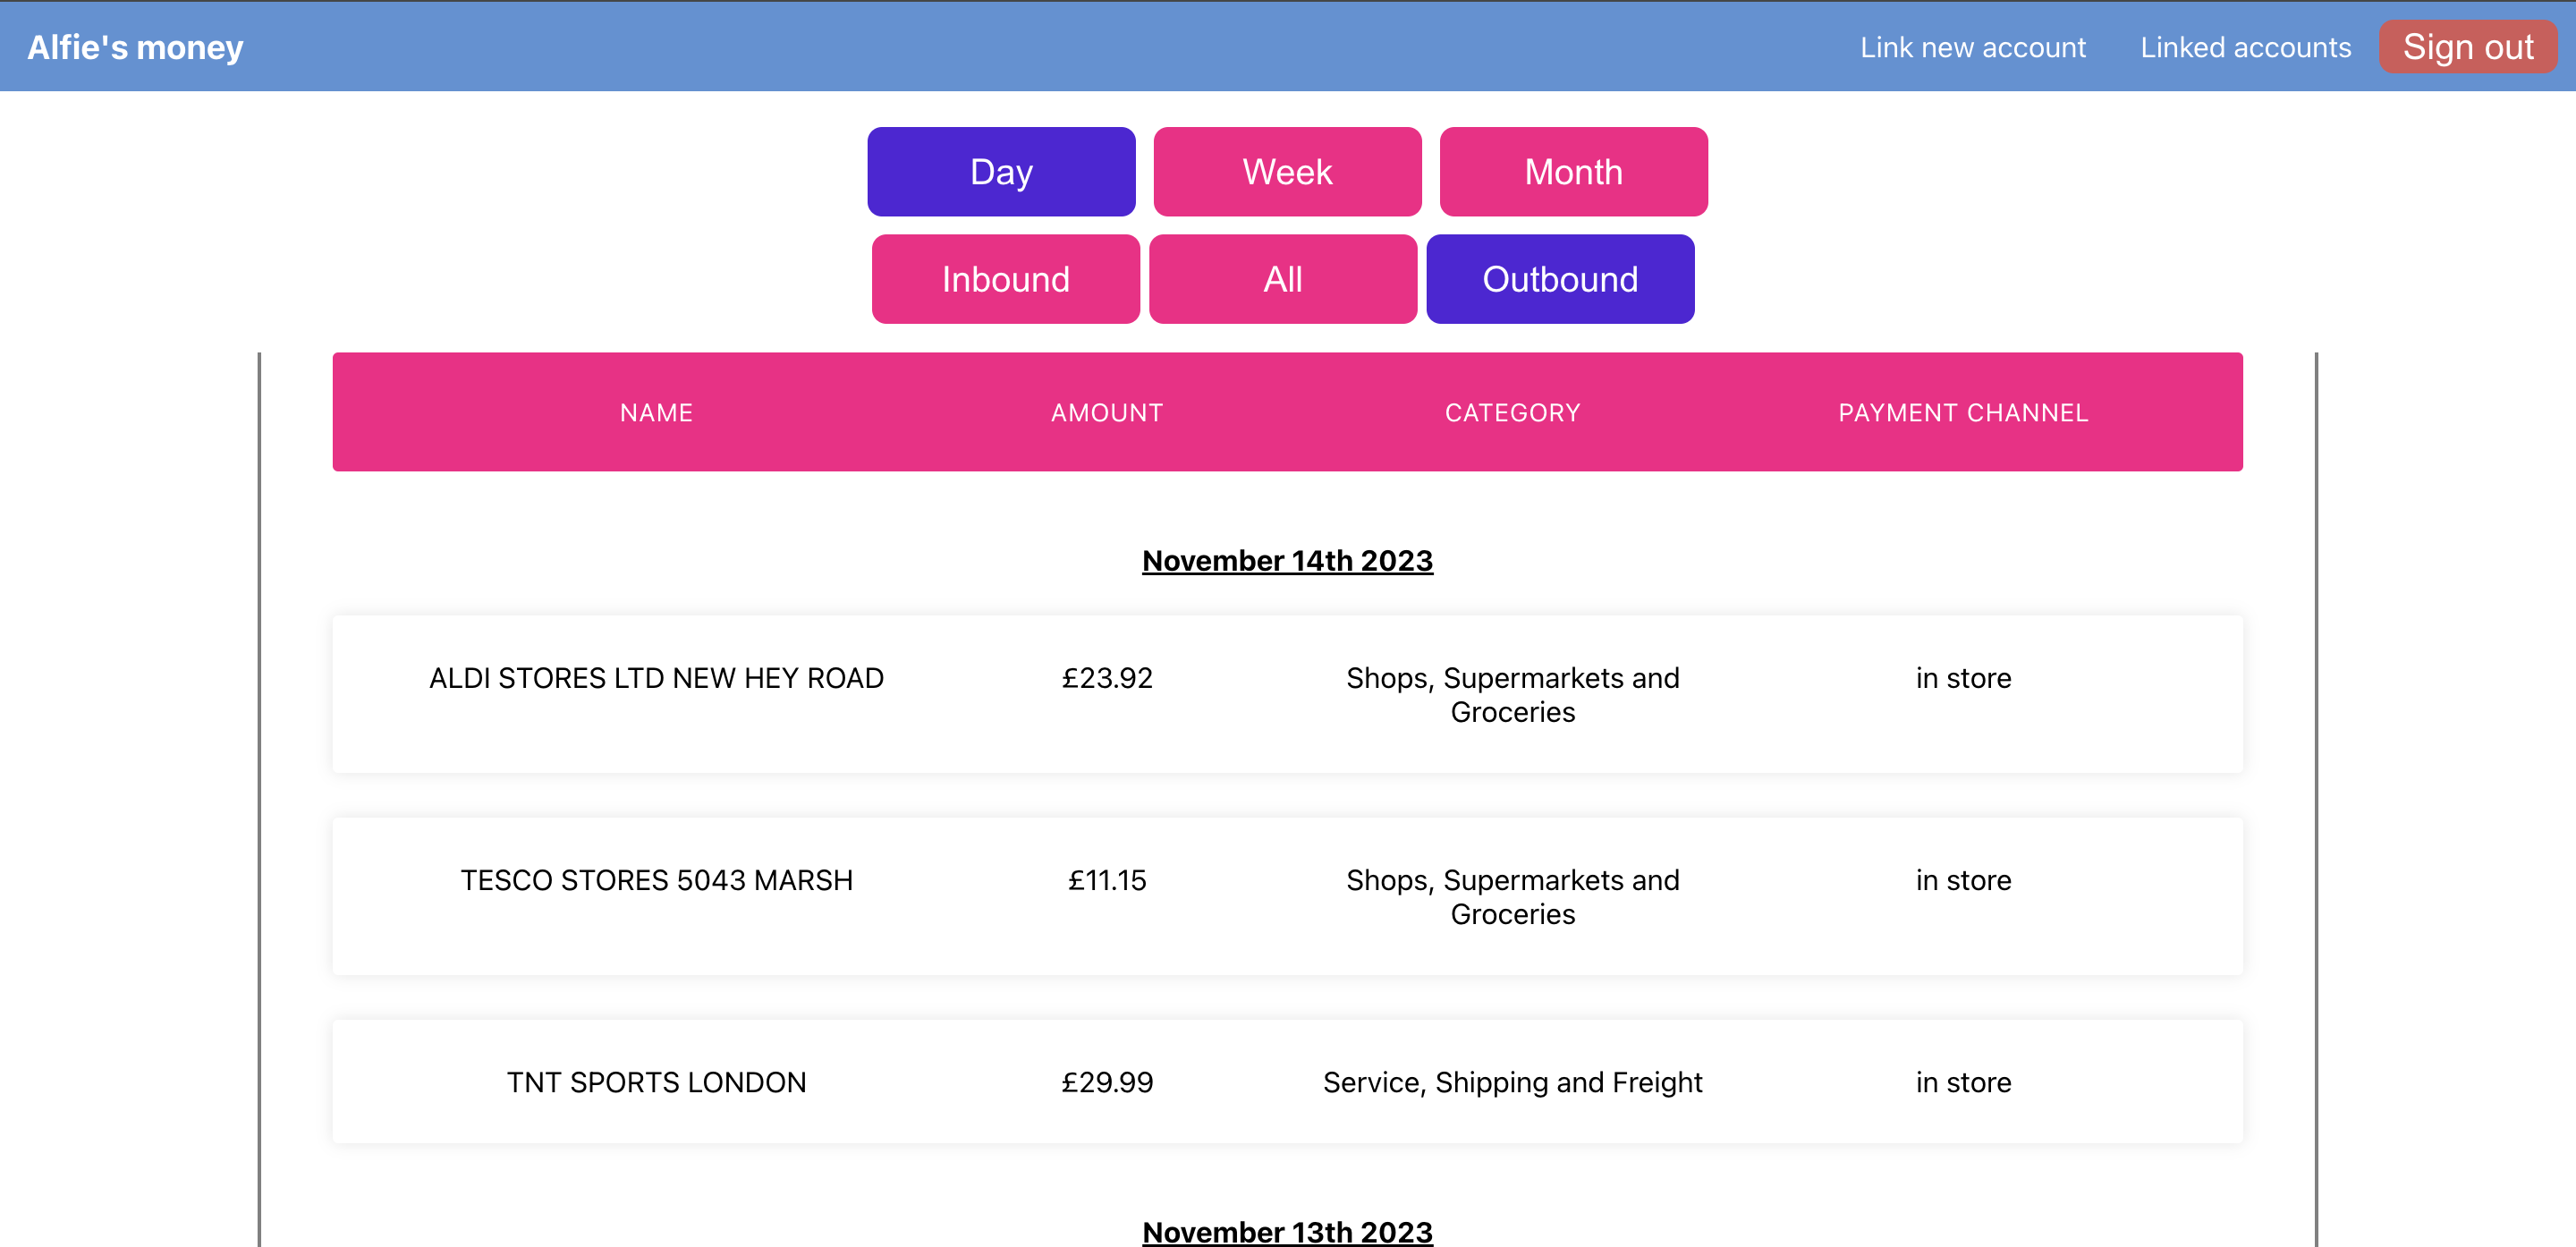 Alfie's money Link new account Linked accounts Sign out
Day Week Month
Inbound All Outbound
NAME AMOUNT CATEGORY PAYMENT CHANNEL
November 14th 2023
ALDI STORES LTD NEW HEY ROAD £23.92 Shops, Supermarkets and in store
Groceries
TESCO STORES 5043 MARSH £11.15 Shops, Supermarkets and in store
Groceries
TNT SPORTS LONDON £29.99 Service, Shipping and Freight in store
November 13th 2023